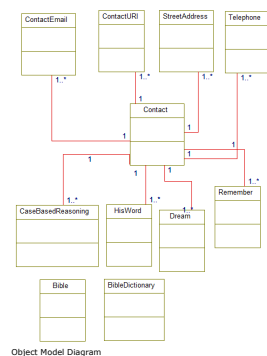 ContactEmail
ContactURI
StreetAddress
Telephone
1..*
1..*
1..*
1..*
Contact
1
1
1
1
1
1
1
1
1..*
1..*
1..*
1..*
CaseBasedReasoning
HisWord
Dream
Remember
Bible
BibleDictionary
Object Model Diagram